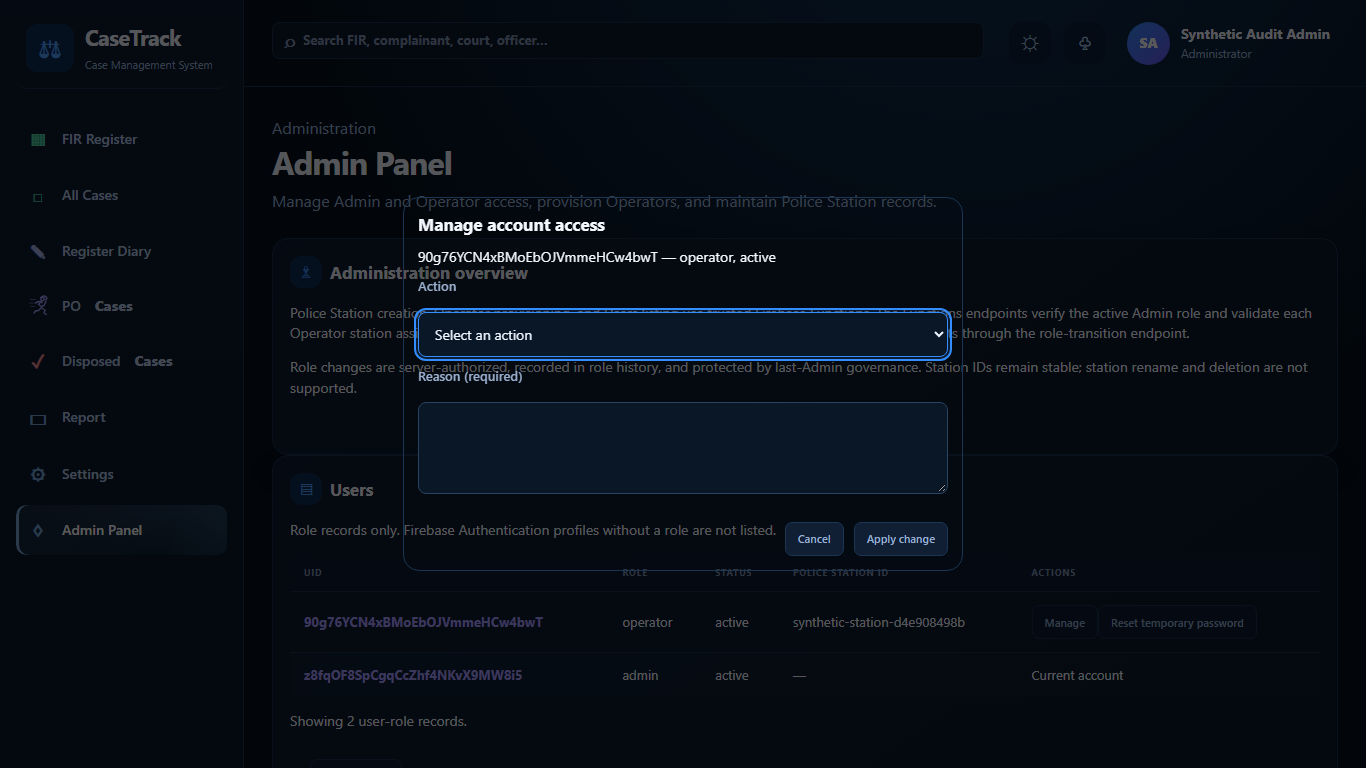 CaseTrack
Case Management System
Search FIR, complainant, court, officer...
SA
Synthetic Audit Admin
Administrator
FIR Register
All Cases
Register Diary
PO Cases
Disposed Cases
Report
Settings
Admin Panel
Administration
Admin Panel
Manage Admin and Operator access, provision Operators, and maintain Police Station records.
Manage account access
90g76YCN4xBMoEbOJVmmeHCw4bwT — operator, active
Action
Select an action
Reason (required)
Cancel
Apply change
Administration overview
Police Station creation, endpoints verify the active Admin role and validate each
Operator station through the role-transition endpoint.
Role changes are server-authorized, recorded in role history, and protected by last-Admin governance. Station IDs remain stable; station rename and deletion are not
supported.
Users
Role records only. Firebase Authentication profiles without a role are not listed.
UID ROLE STATUS POLICE STATION ID ACTIONS
90g76YCN4xBMoEbOJVmmeHCw4bwT operator active synthetic-station-d4e908498b Manage Reset temporary password
z8fqOF8SpCgqCcZhf4NKvX9MW8i5 admin active — Current account
Showing 2 user-role records.